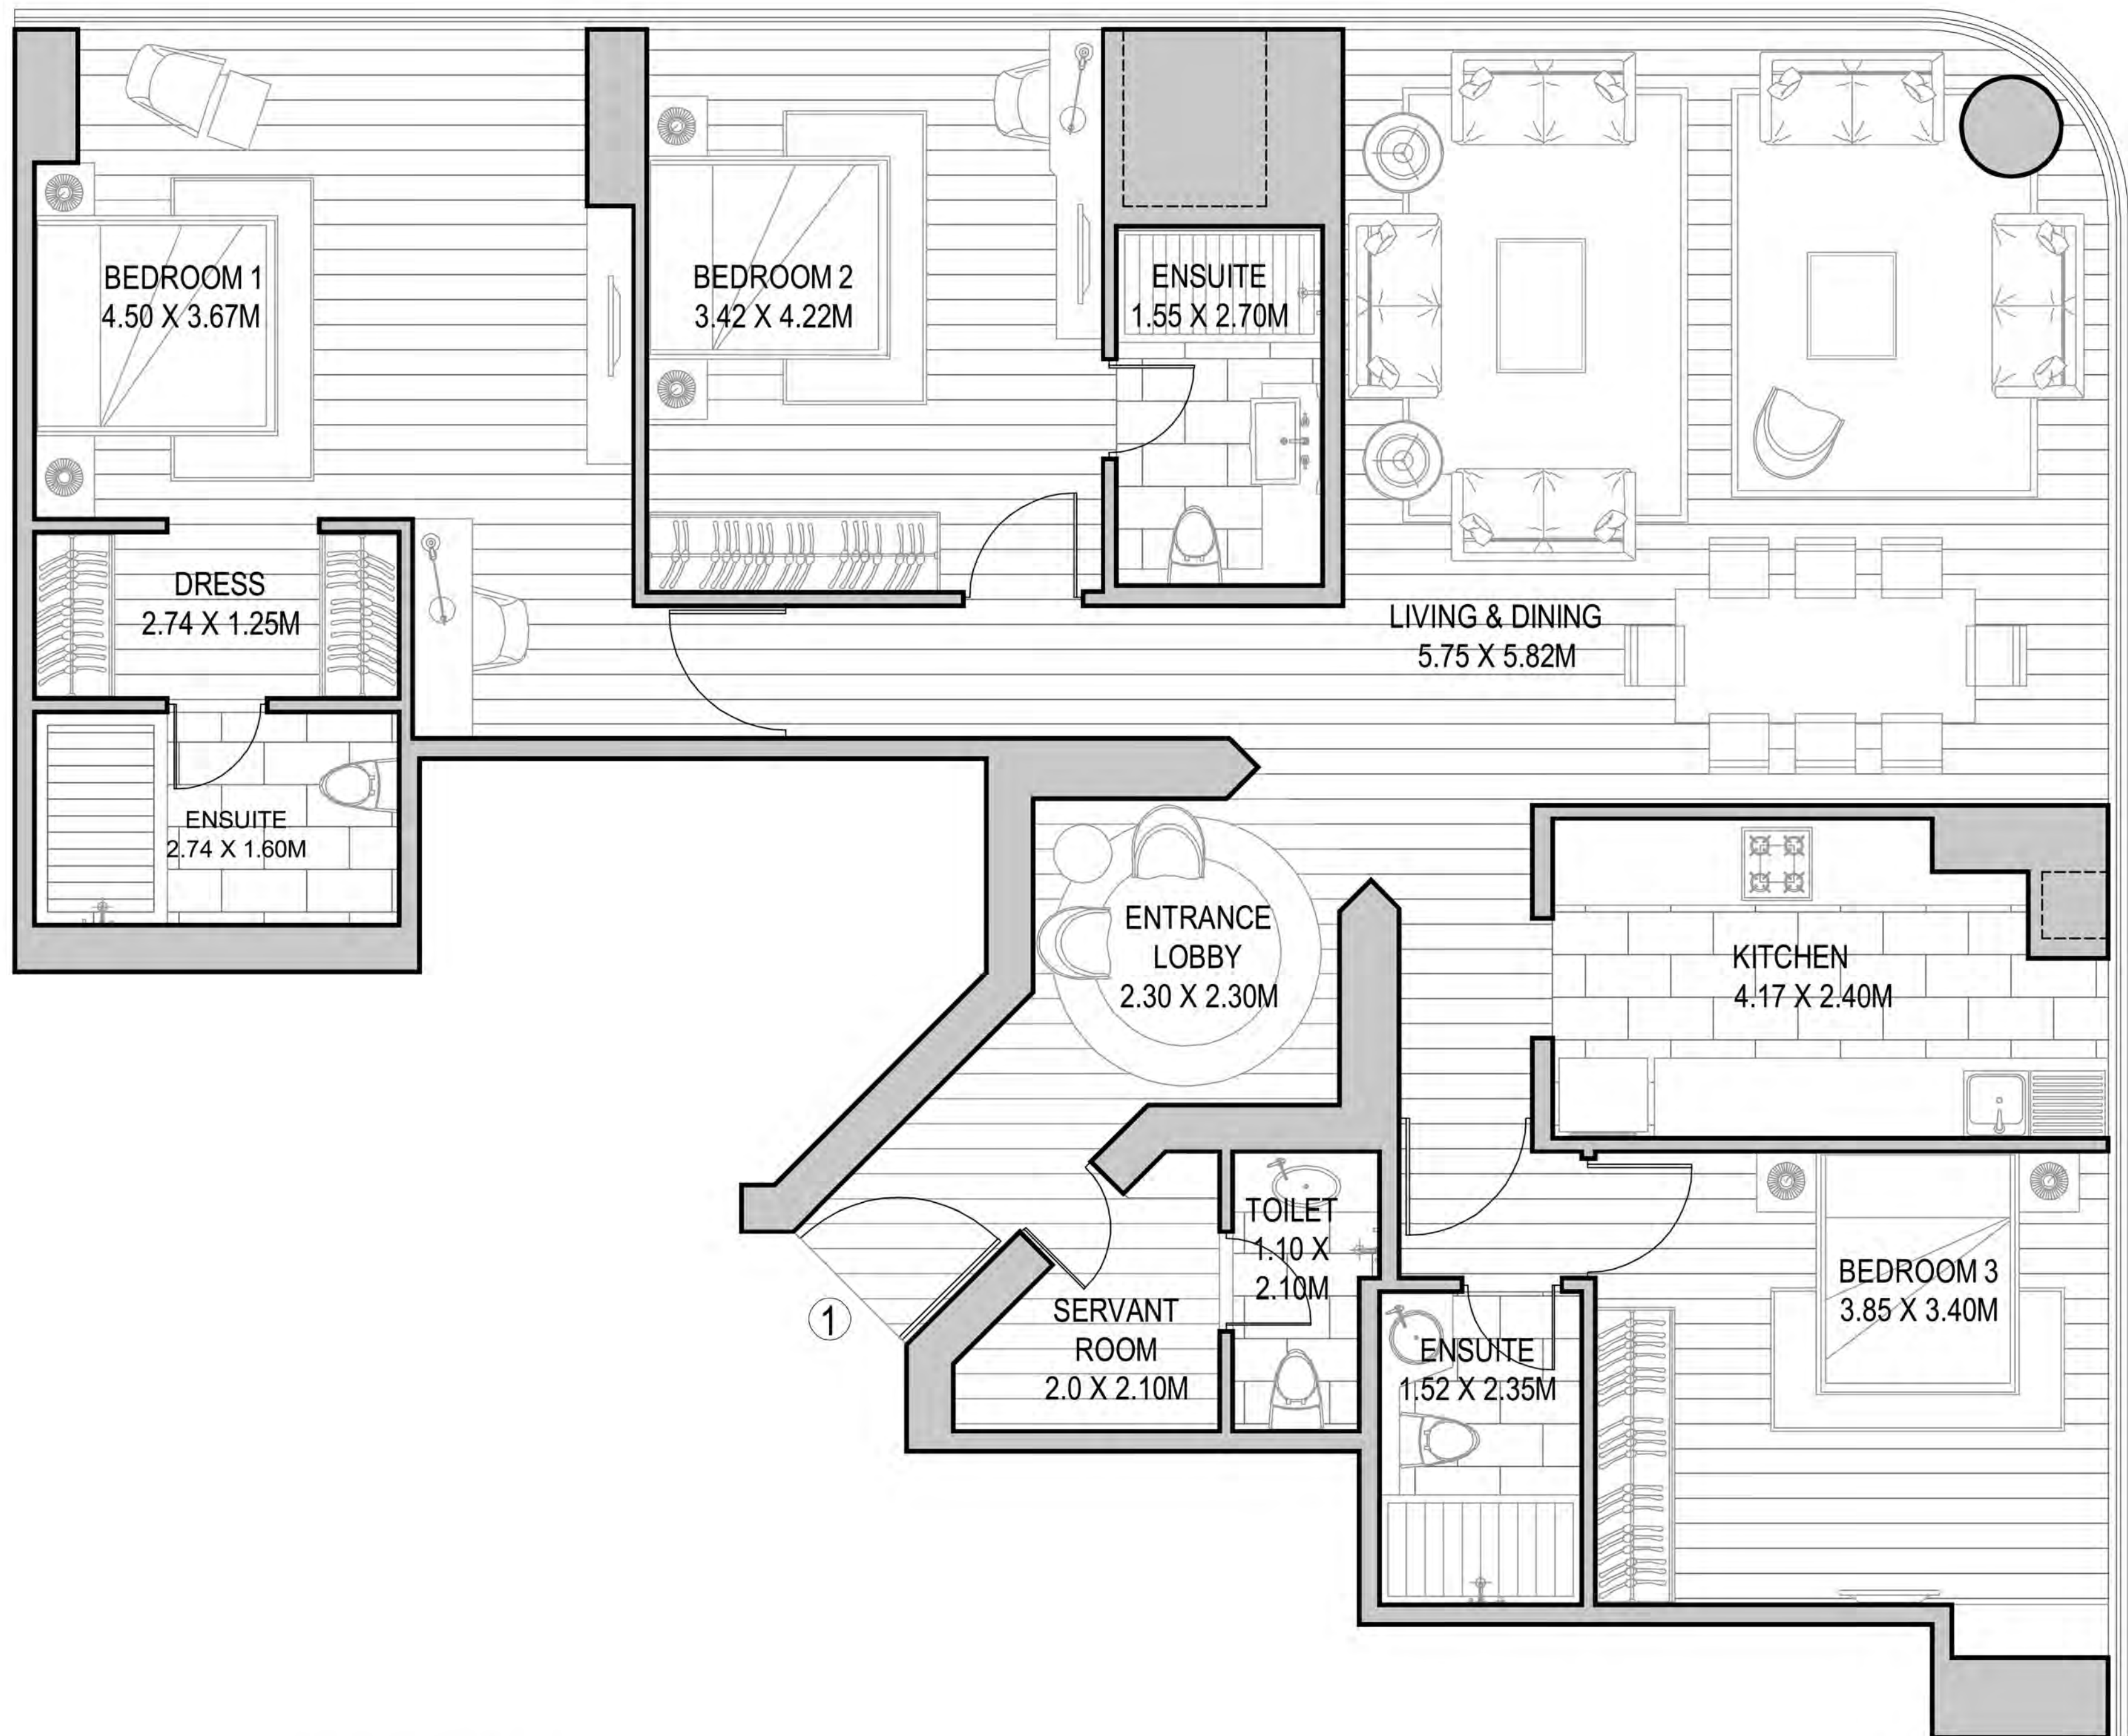 BEDROOM 1
4.50 X 3.67M
BEDROOM 2
3.42 X 4.22M
ENSUITE
1.55 X 2.70M
DRESS
2.74 X 1.25M
LIVING & DINING
5.75 X 5.82M
ENSUITE
2.74 X 1.60M
ENTRANCE
LOBBY
2.30 X 2.30M
KITCHEN
4.17 X 2.40M
TOILET
1.10 X
2.10M
BEDROOM 3
3.85 X 3.40M
1
SERVANT
ROOM
2.0 X 2.10M
ENSUITE
1.52 X 2.35M